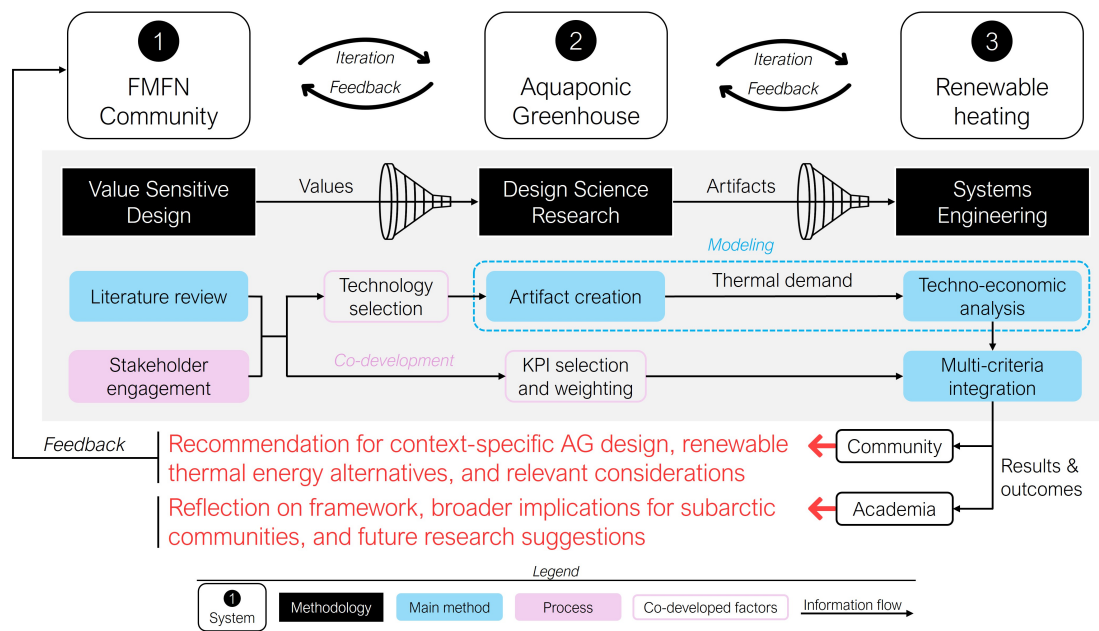 1
FMFN
Community
Iteration
Feedback
2
Aquaponic
Greenhouse
Iteration
Feedback
3
Renewable
heating
Value Sensitive
Design
Values
Design Science
Research
Artifacts
Systems
Engineering
Modeling
Literature review
Technology
selection
Artifact creation
Thermal demand
Techno-economic
analysis
Stakeholder
engagement
Co-development
KPI selection
and weighting
Multi-criteria
integration
Feedback
Recommendation for context-specific AG design, renewable
thermal energy alternatives, and relevant considerations
Community
Results &
outcomes
Reflection on framework, broader implications for subarctic
communities, and future research suggestions
Academia
Legend
1
System
Methodology
Main method
Process
Co-developed factors
Information flow